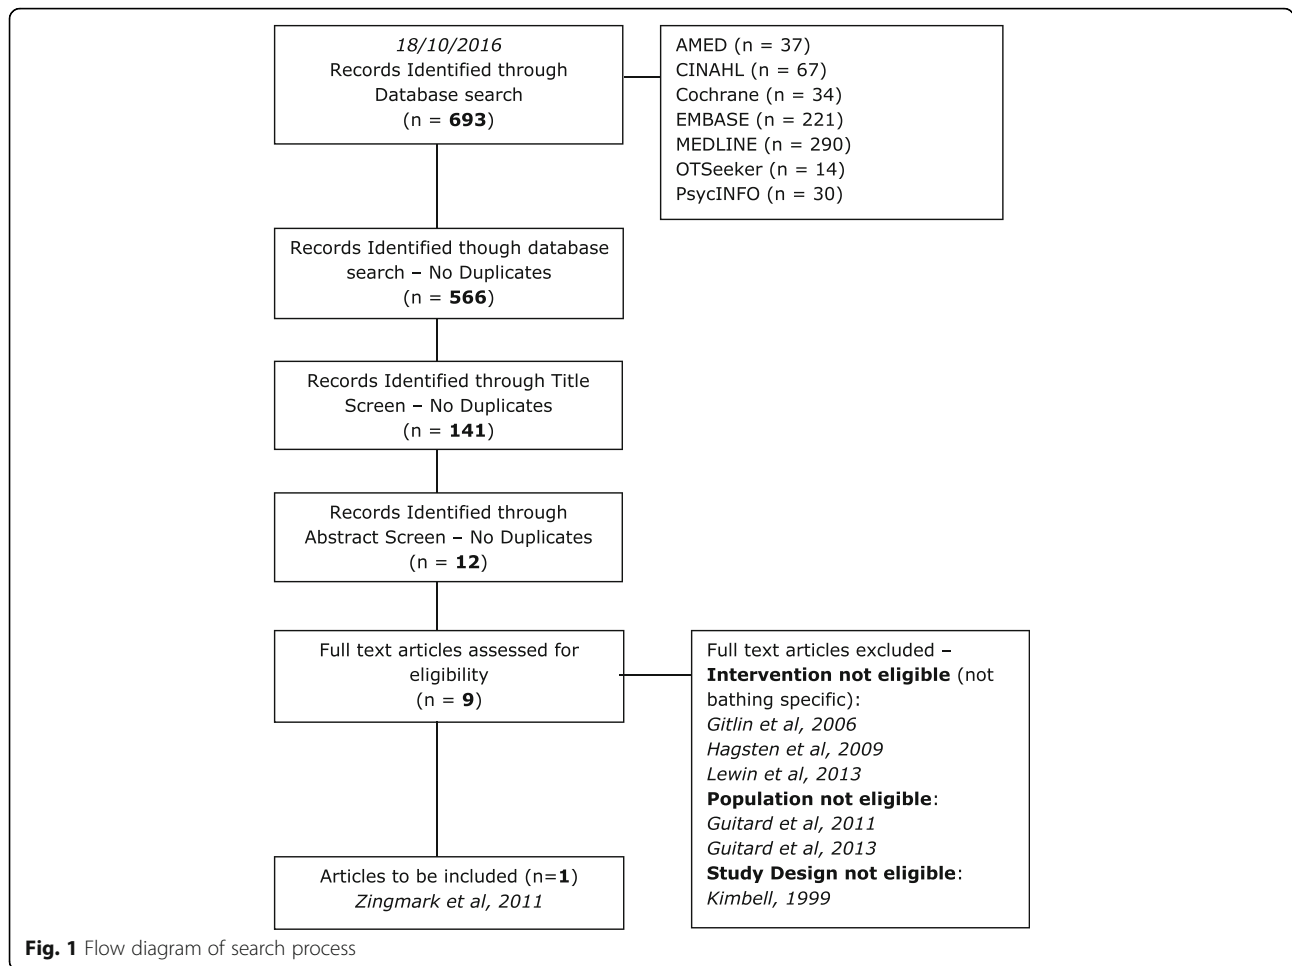 18/10/2016
Records Identified through
Database search
(n = 693)
AMED (n = 37)
CINAHL (n = 67)
Cochrane (n = 34)
EMBASE (n = 221)
MEDLINE (n = 290)
OTSeeker (n = 14)
PsycINFO (n = 30)
Records Identified though database
search – No Duplicates
(n = 566)
Records Identified through Title
Screen – No Duplicates
(n = 141)
Records Identified through
Abstract Screen – No Duplicates
(n = 12)
Full text articles assessed for
eligibility
(n = 9)
Full text articles excluded –
Intervention not eligible (not
bathing specific):
Gitlin et al, 2006
Hagsten et al, 2009
Lewin et al, 2013
Population not eligible:
Guitard et al, 2011
Guitard et al, 2013
Study Design not eligible:
Kimbell, 1999
Articles to be included (n=1)
Zingmark et al, 2011
Fig. 1 Flow diagram of search process